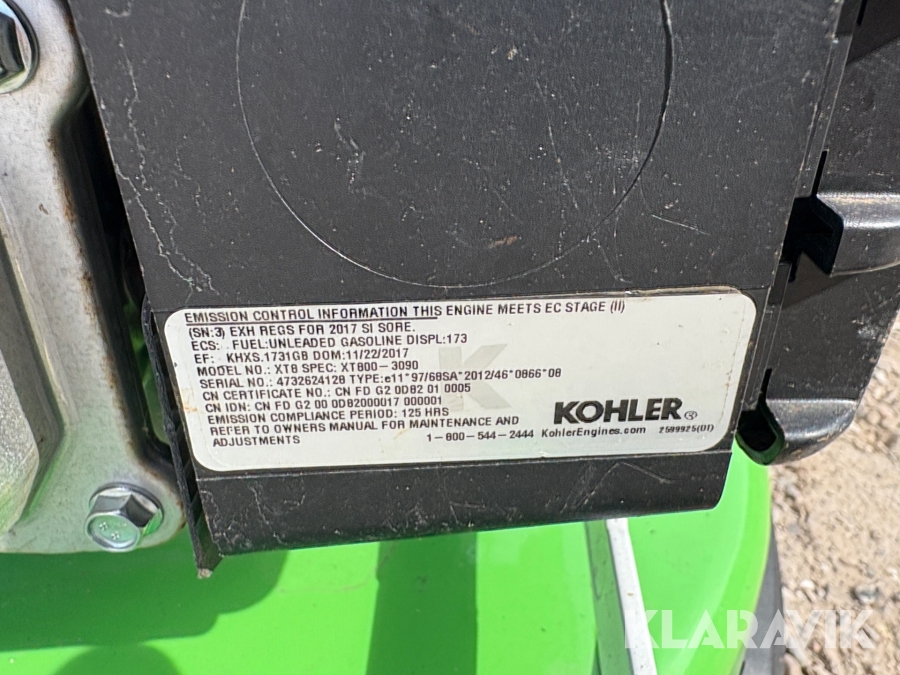 EMISSION CONTROL INFORMATION THIS ENGINE MEETS EC STAGE (II)
(SN:3) EXH REGS FOR 2017 SI SORE.
ECS: FUEL:UNLEADED GASOLINE DISPL:173
EF: KHXS.1731GB DOM:11/22/2017
MODEL NO.: XT8 SPEC: XT800-3090
SERIAL NO.: 4732624128 TYPE:e11*97/68SA*2012/46*0866*08
CN CERTIFICATE NO.: CN FD G2 0D82 01 0005
CN IDN: CN FD G2 00 0D8200017 000001
EMISSION COMPLIANCE PERIOD: 125 HRS
REFER TO OWNERS MANUAL FOR MAINTENANCE AND
ADJUSTMENTS 1-800-544-2444 KohlerEngines.com 2599925(01)
KOHLER®
KLARAVIK